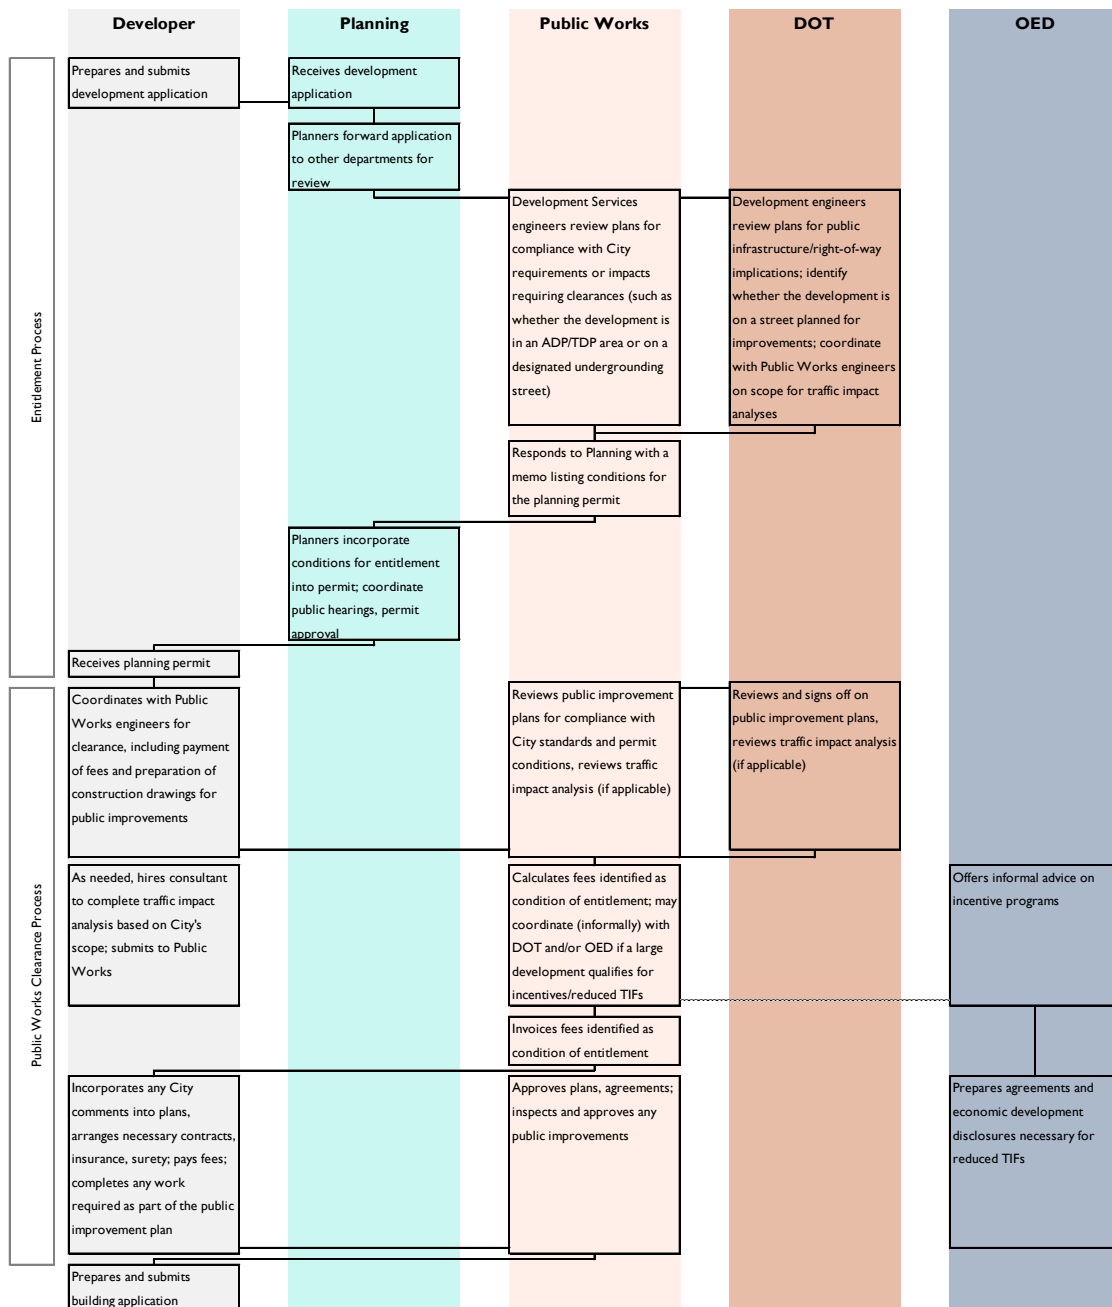 Developer
Planning
Public Works
DOT
OED
Entitlement Process
Prepares and submits
development application
Receives development
application
Planners forward application
to other departments for
review
Development Services
engineers review plans for
compliance with City
requirements or impacts
requiring clearances (such as
whether the development is
in an ADP/TDP area or on a
designated undergrounding
street)
Development engineers
review plans for public
infrastructure/right-of-way
implications; identify
whether the development is
on a street planned for
improvements; coordinate
with Public Works engineers
on scope for traffic impact
analyses
Responds to Planning with a
memo listing conditions for
the planning permit
Planners incorporate
conditions for entitlement
into permit; coordinate
public hearings, permit
approval
Receives planning permit
Public Works Clearance Process
Coordinates with Public
Works engineers for
clearance, including payment
of fees and preparation of
construction drawings for
public improvements
Reviews public improvement
plans for compliance with
City standards and permit
conditions, reviews traffic
impact analysis (if applicable)
Reviews and signs off on
public improvement plans,
reviews traffic impact analysis
(if applicable)
As needed, hires consultant
to complete traffic impact
analysis based on City's
scope; submits to Public
Works
Calculates fees identified as
condition of entitlement; may
coordinate (informally) with
DOT and/or OED if a large
development qualifies for
incentives/reduced TIFs
Offers informal advice on
incentive programs
Invoices fees identified as
condition of entitlement
Incorporates any City
comments into plans,
arranges necessary contracts,
insurance, surety; pays fees;
completes any work
required as part of the public
improvement plan
Approves plans, agreements;
inspects and approves any
public improvements
Prepares agreements and
economic development
disclosures necessary for
reduced TIFs
Prepares and submits
building application